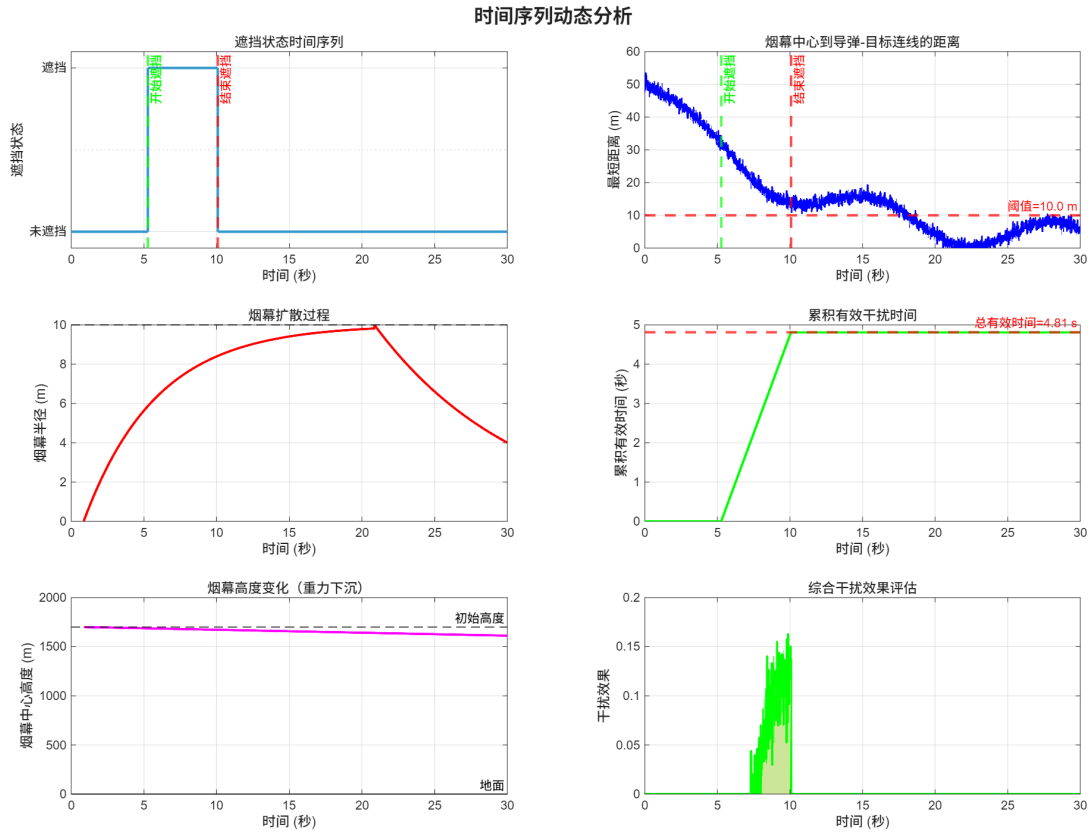 时间序列动态分析
遮挡状态时间序列
遮挡
未遮挡
遮挡状态
开始遮挡
结束遮挡
0 5 10 15 20 25 30
时间 (秒)
烟幕中心到导弹-目标连线的距离
60
50
40
30
20
10
0
最短距离 (m)
开始遮挡
结束遮挡
阈值=10.0 m
0 5 10 15 20 25 30
时间 (秒)
烟幕扩散过程
10
8
6
4
2
0
烟幕半径 (m)
0 5 10 15 20 25 30
时间 (秒)
累积有效干扰时间
5
4
3
2
1
0
累积有效时间 (秒)
总有效时间=4.81 s
0 5 10 15 20 25 30
时间 (秒)
烟幕高度变化（重力下沉）
2000
1500
1000
500
0
烟幕中心高度 (m)
初始高度
地面
0 5 10 15 20 25 30
时间 (秒)
综合干扰效果评估
0.2
0.15
0.1
0.05
0
干扰效果
0 5 10 15 20 25 30
时间 (秒)